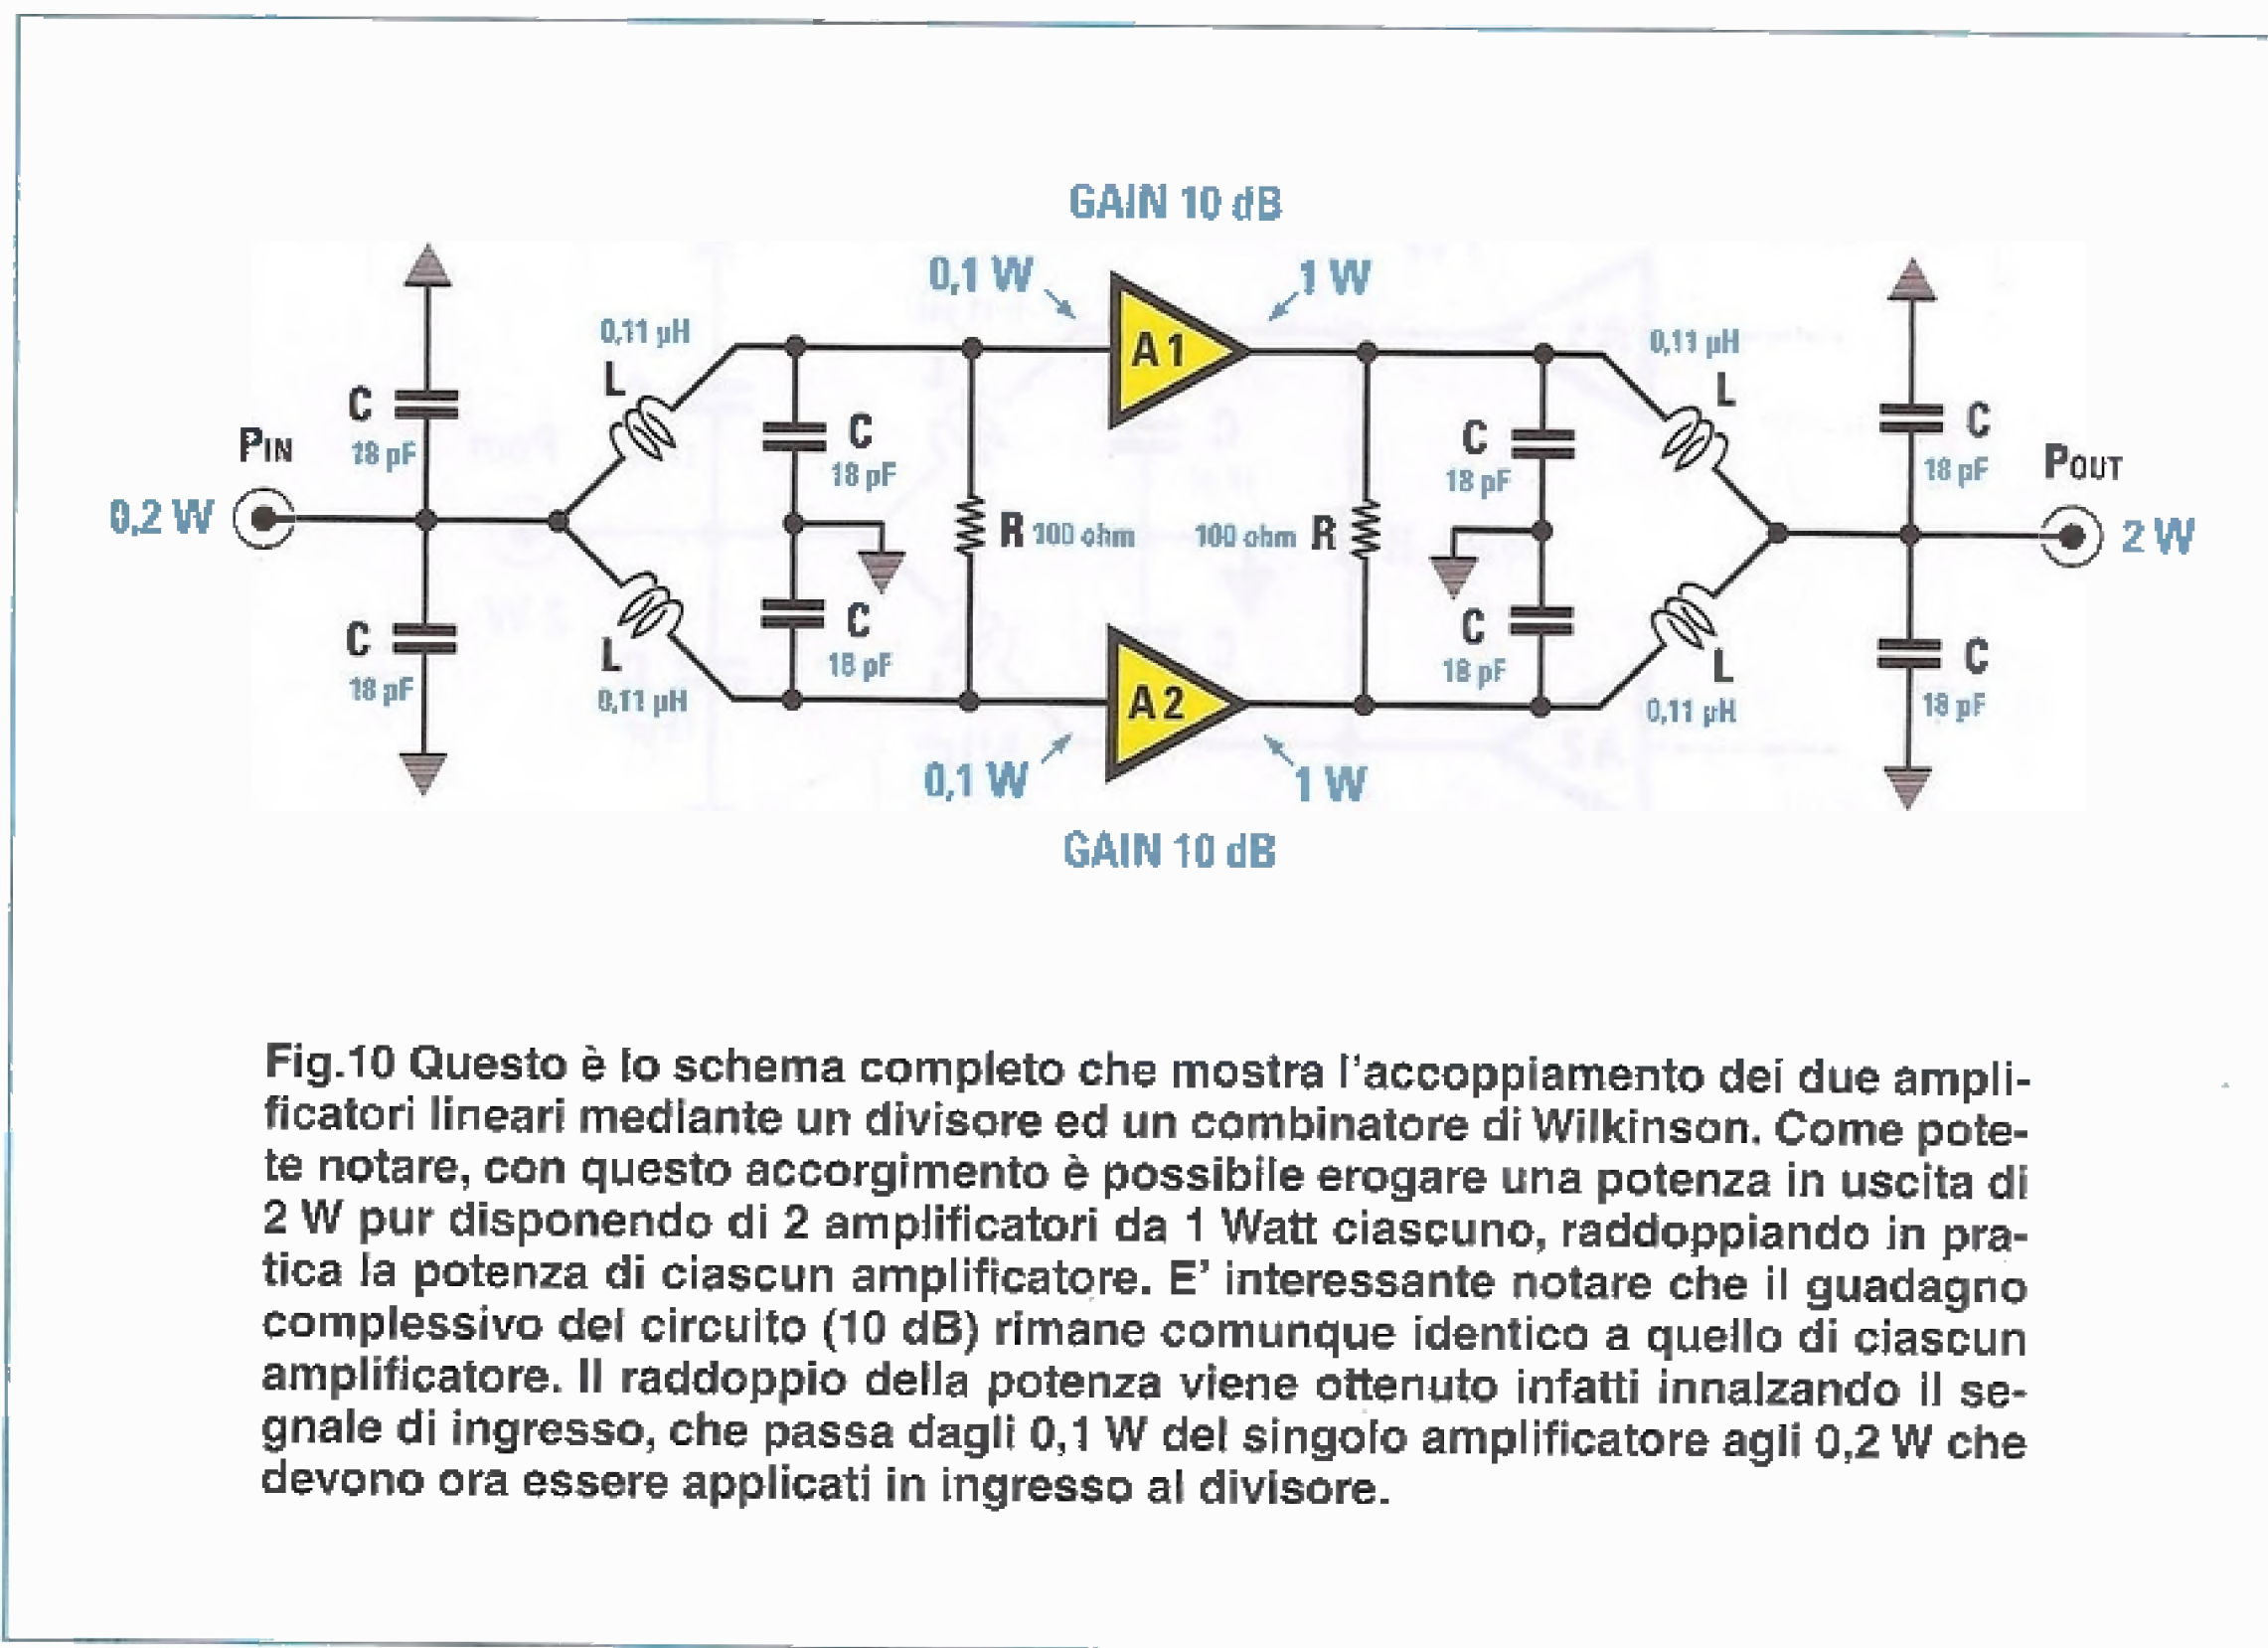 GAIN 10 dB
0,1 W
1 W
A 1
0,11 µH
L
0,11 µH
L
C
18 pF
C
18 pF
C
18 pF
C
18 pF
PIN
0,2 W
POUT
2 W
R 100 ohm
100 ohm R
C
18 pF
C
18 pF
C
18 pF
C
18 pF
L
0,11 µH
L
0,11 µH
A 2
0,1 W
1 W
GAIN 10 dB
Fig.10 Questo è lo schema completo che mostra l'accoppiamento dei due ampli-
ficatori lineari mediante un divisore ed un combinatore di Wilkinson. Come pote-
te notare, con questo accorgimento è possibile erogare una potenza in uscita di
2 W pur disponendo di 2 amplificatori da 1 Watt ciascuno, raddoppiando in pra-
tica la potenza di ciascun amplificatore. E' interessante notare che il guadagno
complessivo del circuito (10 dB) rimane comunque identico a quello di ciascun
amplificatore. Il raddoppio della potenza viene ottenuto infatti innalzando il se-
gnale di ingresso, che passa dagli 0,1 W del singolo amplificatore agli 0,2 W che
devono ora essere applicati in ingresso al divisore.